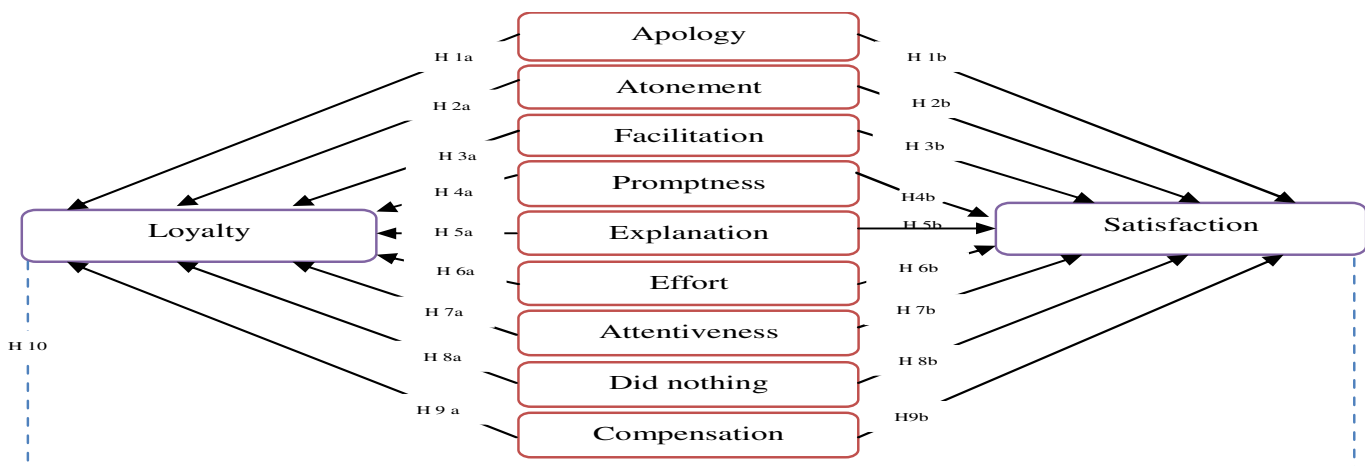 Apology
H 1a
H 1b
Atonement
H 2a
H 2b
Facilitation
H 3a
H 3b
Promptness
H 4a
H4b
Loyalty
Explanation
Satisfaction
H 5a
H 5b
H 6a
Effort
H 6b
H 7a
Attentiveness
H 7b
H 10
H 8a
Did nothing
H 8b
H 9 a
Compensation
H9b